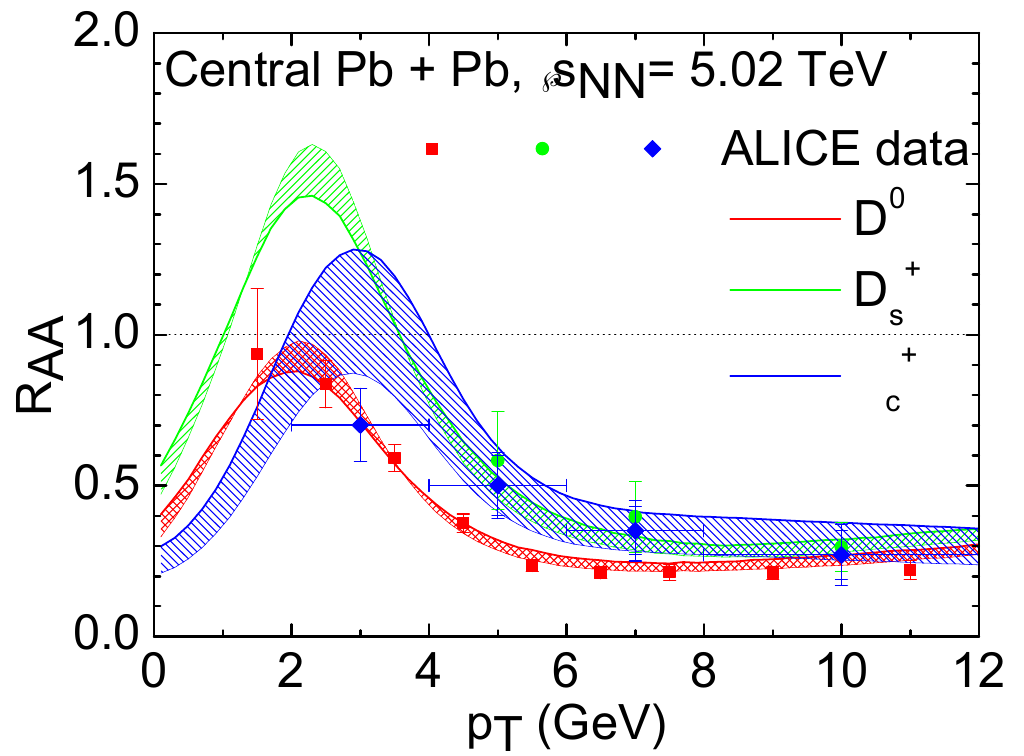 2.0
Central Pb + Pb, ℘sNN= 5.02 TeV
ALICE data
1.5
D0
Ds+
1.0
c+
RAA
0.5
0.0
0 2 4 6 8 10 12
pT (GeV)